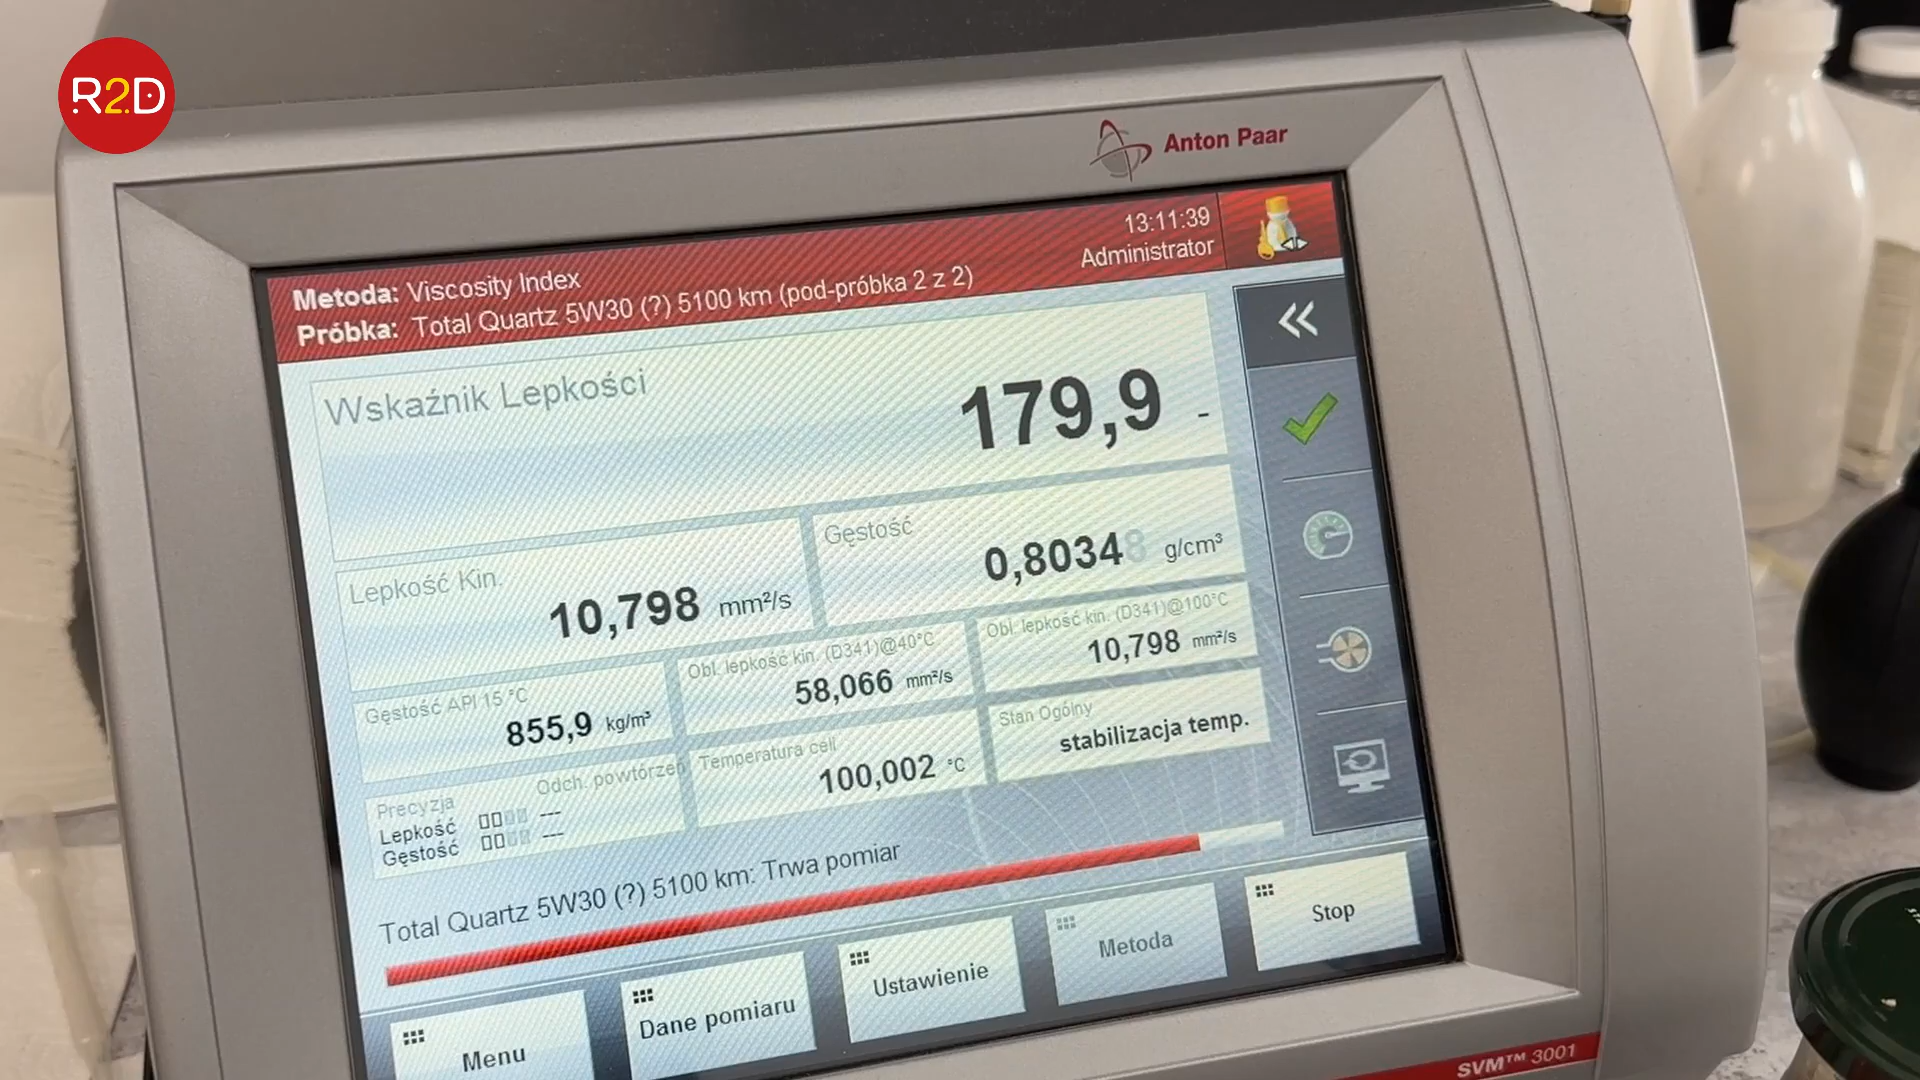 R2D
Anton Paar
13:11:39
Administrator
Metoda: Viscosity Index
Próbka: Total Quartz 5W30 (?) 5100 km (pod-próbka 2 z 2)
Wskaźnik Lepkości
179,9 -
Lepkość Kin.
10,798 mm²/s
Gęstość
0,80348 g/cm³
Gęstość API 15 °C
855,9 kg/m³
Obl. lepkość kin. (D341)@40°C
58,066 mm²/s
Obl. lepkość kin. (D341)@100°C
10,798 mm²/s
Precyzja
Odch. powtórzeń
Lepkość ---
Gęstość ---
Temperatura celi
100,002 °C
Stan Ogólny
stabilizacja temp.
Total Quartz 5W30 (?) 5100 km: Trwa pomiar
Menu
Dane pomiaru
Ustawienie
Metoda
Stop
SVM™ 3001